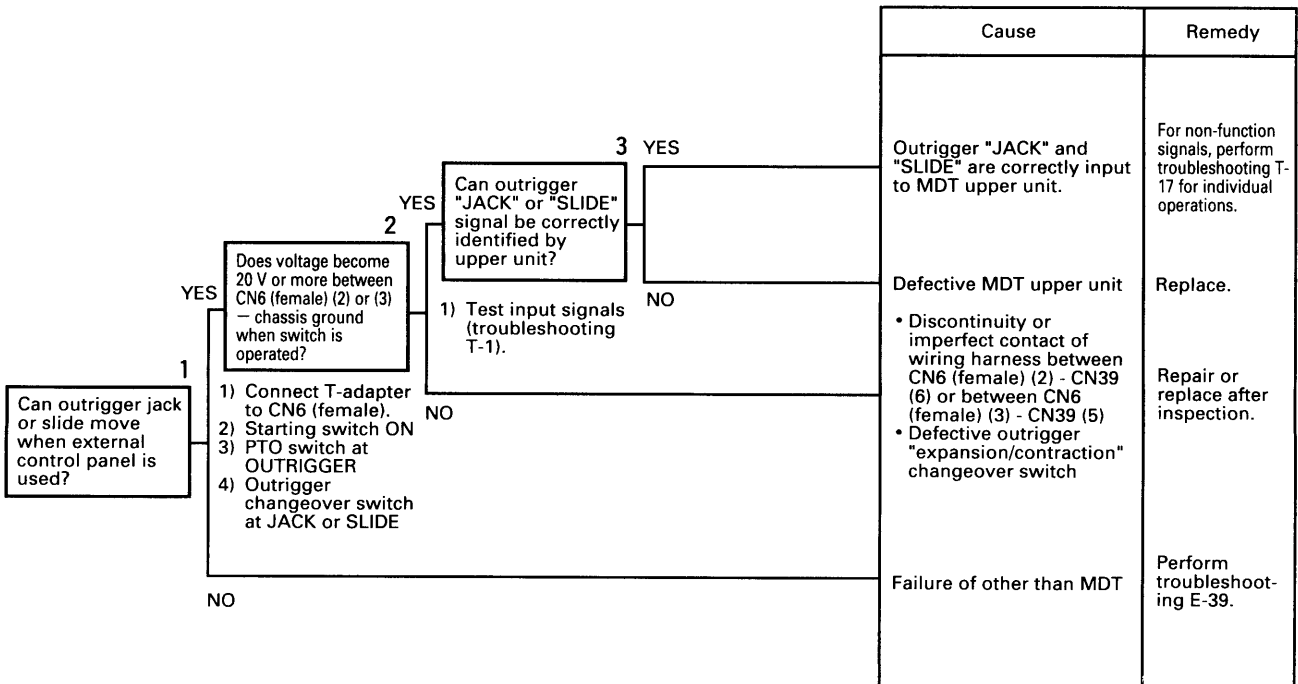 Cause
Remedy
1
Can outrigger jack
or slide move
when external
control panel is
used?
YES
NO
2
Does voltage become
20 V or more between
CN6 (female) (2) or (3)
— chassis ground
when switch is
operated?
1) Connect T-adapter
to CN6 (female).
2) Starting switch ON
3) PTO switch at
OUTRIGGER
4) Outrigger
changeover switch
at JACK or SLIDE
YES
NO
3
Can outrigger
"JACK" or "SLIDE"
signal be correctly
identified by
upper unit?
1) Test input signals
(troubleshooting
T-1).
YES
NO
Outrigger "JACK" and
"SLIDE" are correctly input
to MDT upper unit.
For non-function
signals, perform
troubleshooting T-
17 for individual
operations.
Defective MDT upper unit
Replace.
• Discontinuity or
imperfect contact of
wiring harness between
CN6 (female) (2) - CN39
(6) or between CN6
(female) (3) - CN39 (5)
• Defective outrigger
"expansion/contraction"
changeover switch
Repair or
replace after
inspection.
Failure of other than MDT
Perform
troubleshoot-
ing E-39.